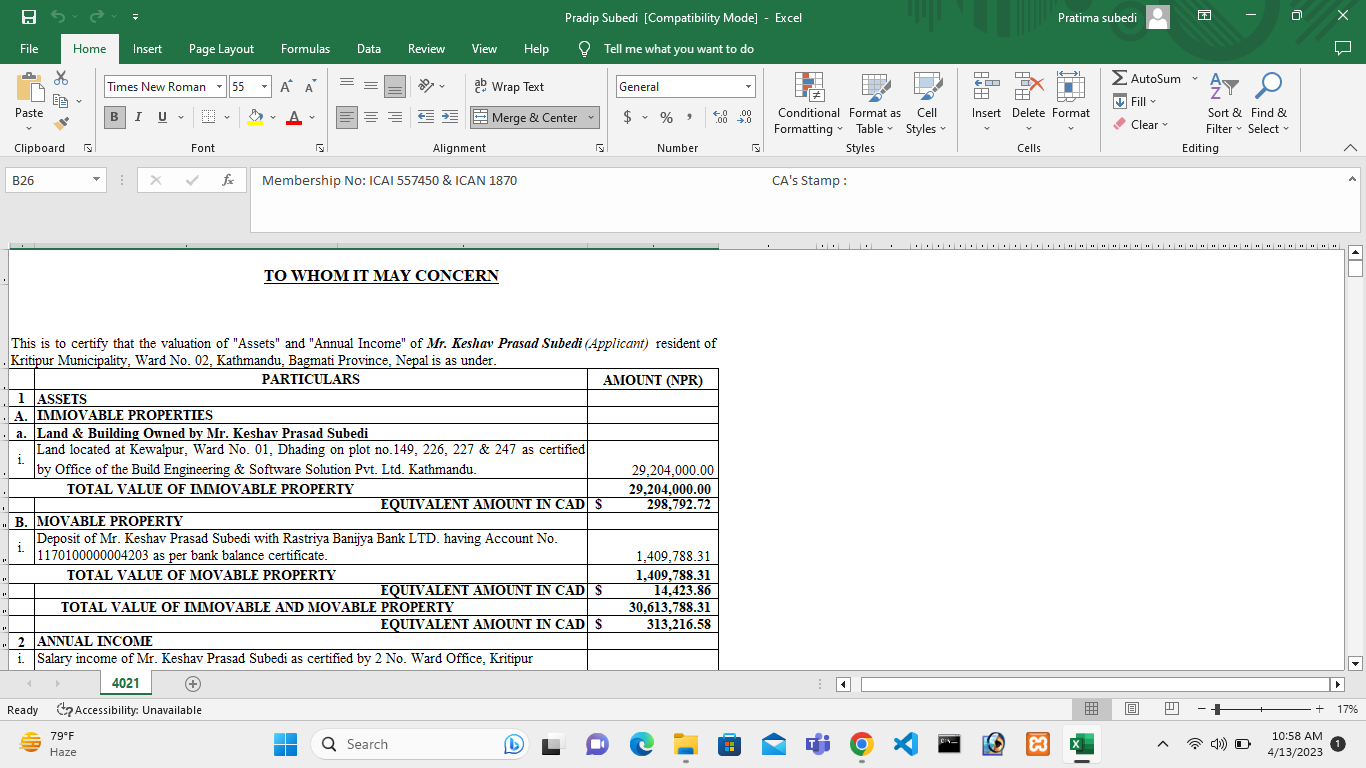 Pradip Subedi [Compatibility Mode] - Excel
Pratima subedi
File Home Insert Page Layout Formulas Data Review View Help Tell me what you want to do
Paste
Clipboard
Times New Roman 55
B I U
Font
Wrap Text
Merge & Center
Alignment
General
$ % ,
Number
Conditional Formatting
Format as Table
Cell Styles
Styles
Insert Delete Format
Cells
AutoSum
Fill
Clear
Sort & Filter
Find & Select
Editing
B26
fx
Membership No: ICAI 557450 & ICAN 1870 CA's Stamp :
TO WHOM IT MAY CONCERN
This is to certify that the valuation of "Assets" and "Annual Income" of Mr. Keshav Prasad Subedi (Applicant) resident of
Kritipur Municipality, Ward No. 02, Kathmandu, Bagmati Province, Nepal is as under.
PARTICULARS AMOUNT (NPR)
1 ASSETS
A. IMMOVABLE PROPERTIES
a. Land & Building Owned by Mr. Keshav Prasad Subedi
i. Land located at Kewalpur, Ward No. 01, Dhading on plot no.149, 226, 227 & 247 as certified
by Office of the Build Engineering & Software Solution Pvt. Ltd. Kathmandu. 29,204,000.00
TOTAL VALUE OF IMMOVABLE PROPERTY 29,204,000.00
EQUIVALENT AMOUNT IN CAD $ 298,792.72
B. MOVABLE PROPERTY
i. Deposit of Mr. Keshav Prasad Subedi with Rastriya Banijya Bank LTD. having Account No.
1170100000004203 as per bank balance certificate. 1,409,788.31
TOTAL VALUE OF MOVABLE PROPERTY 1,409,788.31
EQUIVALENT AMOUNT IN CAD $ 14,423.86
TOTAL VALUE OF IMMOVABLE AND MOVABLE PROPERTY 30,613,788.31
EQUIVALENT AMOUNT IN CAD $ 313,216.58
2 ANNUAL INCOME
i. Salary income of Mr. Keshav Prasad Subedi as certified by 2 No. Ward Office, Kritipur
4021
Ready Accessibility: Unavailable 17%
79°F
Haze
Search
10:58 AM
4/13/2023
1